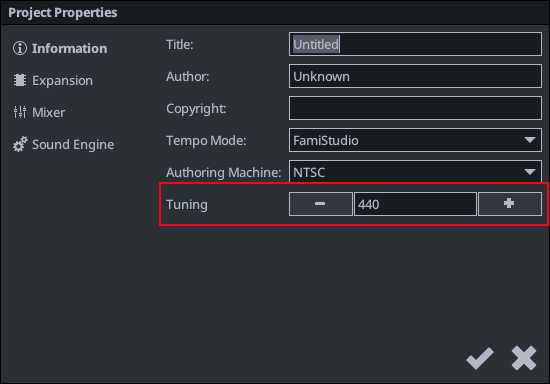 Project Properties
Information
Expansion
Mixer
Sound Engine
Title: Untitled
Author: Unknown
Copyright:
Tempo Mode: FamiStudio
Authoring Machine: NTSC
Tuning 440